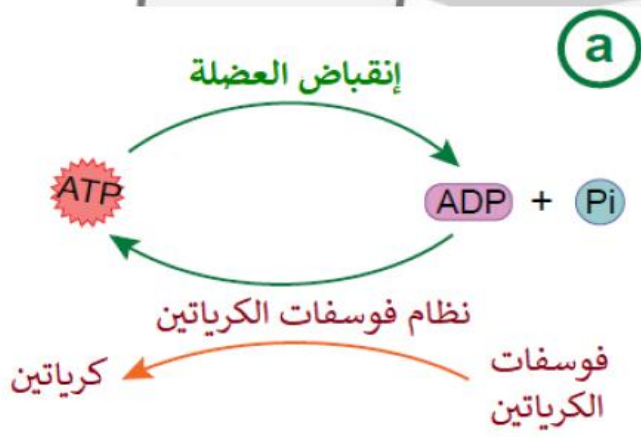 a
إنقباض العضلة
ATP
ADP + Pi
نظام فوسفات الكرياتين
فوسفات
الكرياتين
كرياتين